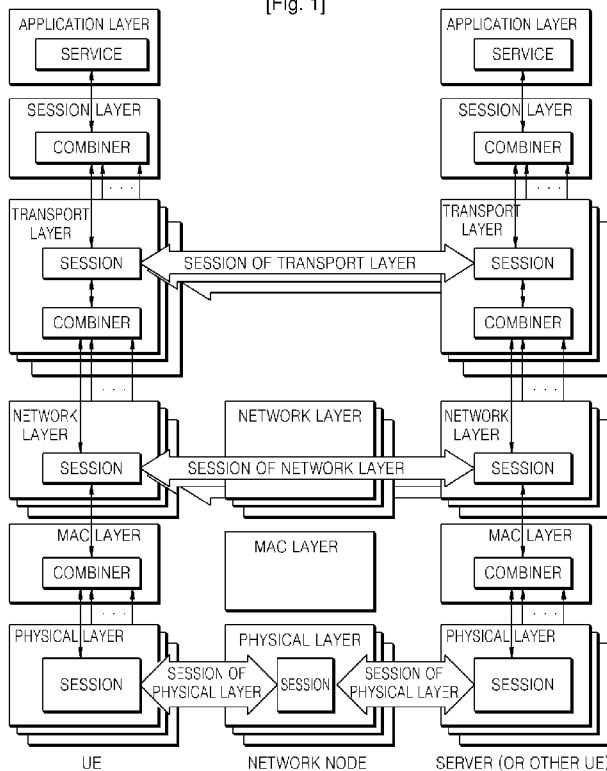 [Fig. 1]
APPLICATION LAYER
SERVICE
SESSION LAYER
COMBINER
. . .
TRANSPORT
LAYER
SESSION
COMBINER
. . .
NETWORK
LAYER
SESSION
MAC LAYER
COMBINER
. . .
PHYSICAL LAYER
SESSION
UE
SESSION OF TRANSPORT LAYER
NETWORK LAYER
SESSION OF NETWORK LAYER
MAC LAYER
PHYSICAL LAYER
SESSION OF
PHYSICAL LAYER
SESSION
SESSION OF
PHYSICAL LAYER
NETWORK NODE
APPLICATION LAYER
SERVICE
SESSION LAYER
COMBINER
. . .
TRANSPORT
LAYER
SESSION
COMBINER
. . .
NETWORK
LAYER
SESSION
MAC LAYER
COMBINER
. . .
PHYSICAL LAYER
SESSION
SERVER (OR OTHER UE)